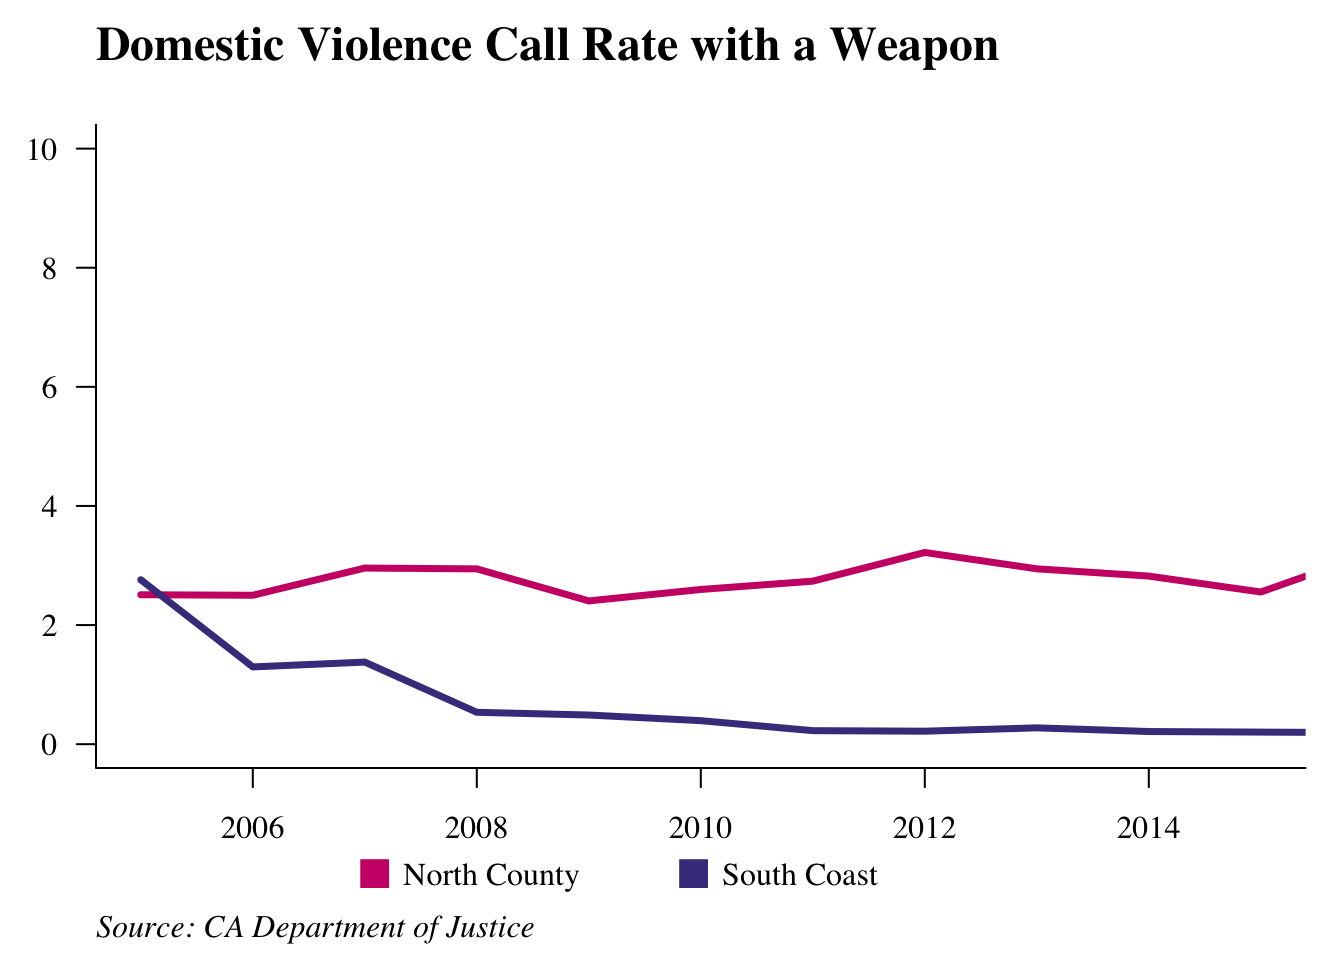 Domestic Violence Call Rate with a Weapon
10
8
6
4
2
0
2006 2008 2010 2012 2014
North County South Coast
Source: CA Department of Justice